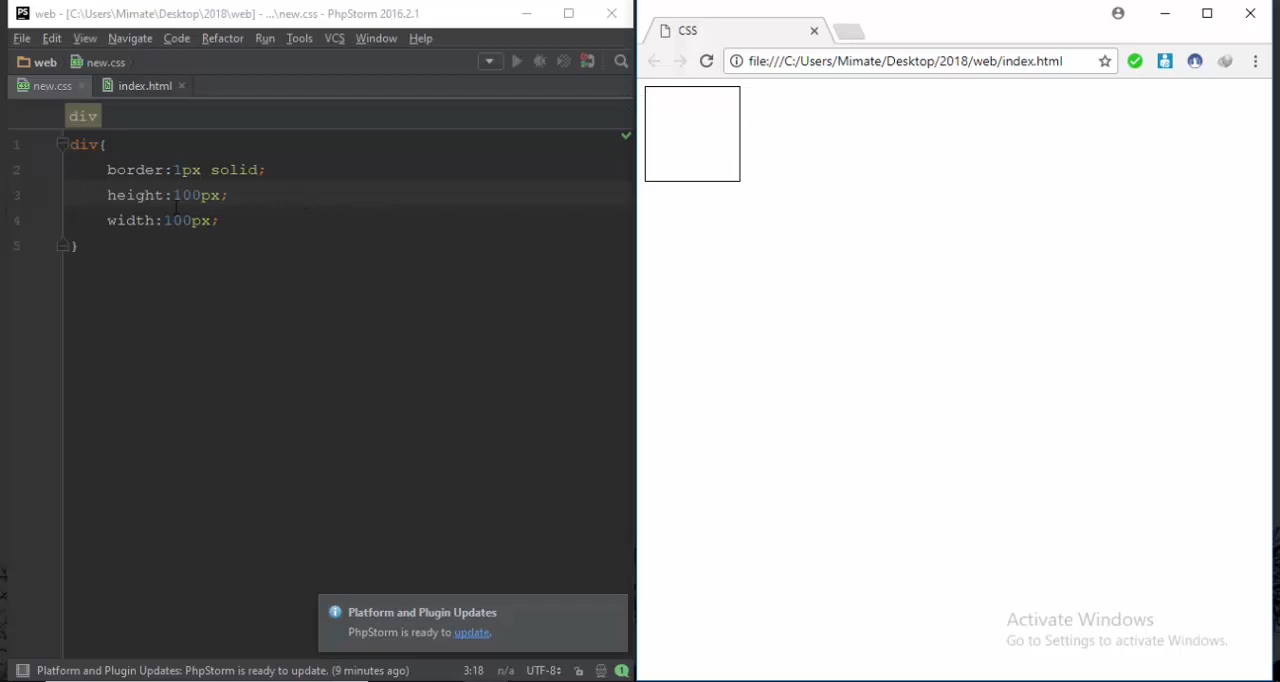 web - [C:\Users\Mimate\Desktop\2018\web] - ...\new.css - PhpStorm 2016.2.1
File Edit View Navigate Code Refactor Run Tools VCS Window Help
web new.css
new.css index.html
div
1 div{
2 border:1px solid;
3 height:100px;
4 width:100px;
5 }
Platform and Plugin Updates
PhpStorm is ready to update.
Platform and Plugin Updates: PhpStorm is ready to update. (9 minutes ago) 3:18 n/a UTF-8 1
CSS
file:///C:/Users/Mimate/Desktop/2018/web/index.html
Activate Windows
Go to Settings to activate Windows.